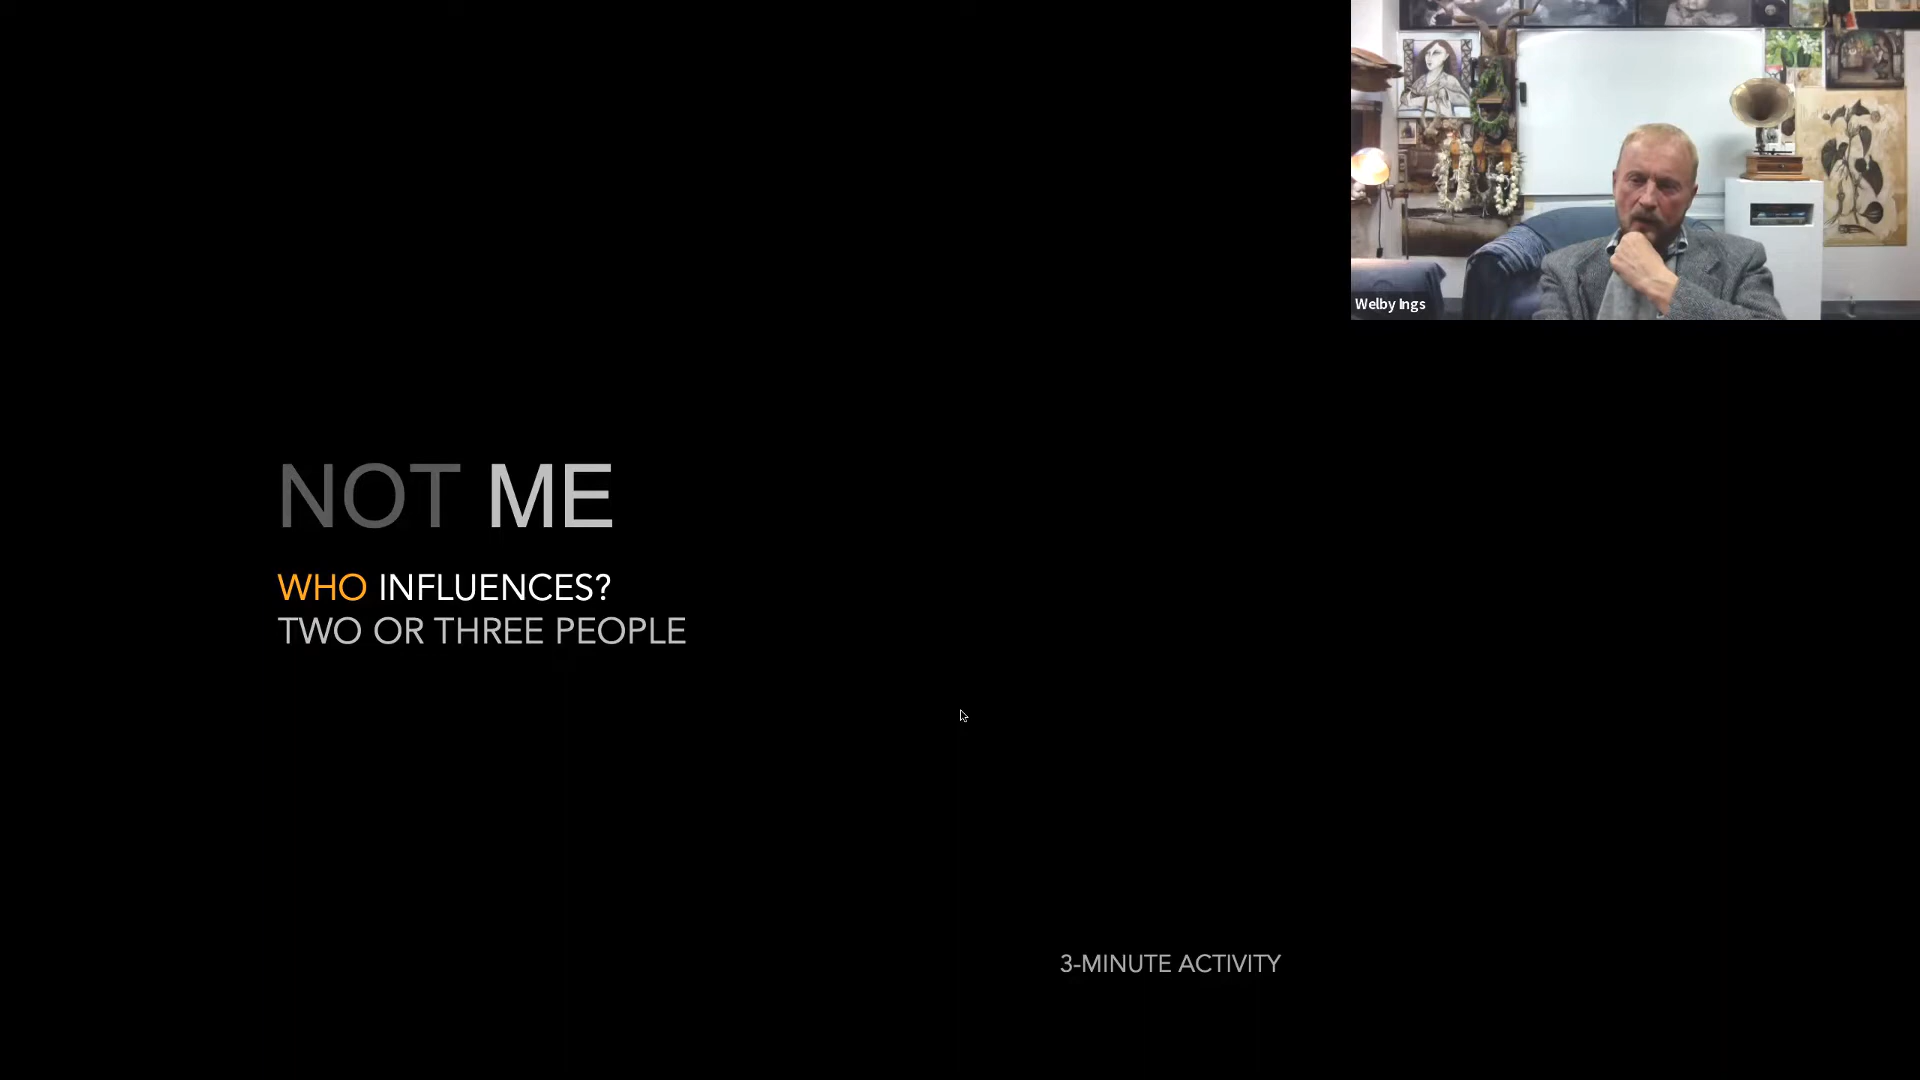 Welby Ings
NOT ME
WHO INFLUENCES?
TWO OR THREE PEOPLE
3-MINUTE ACTIVITY